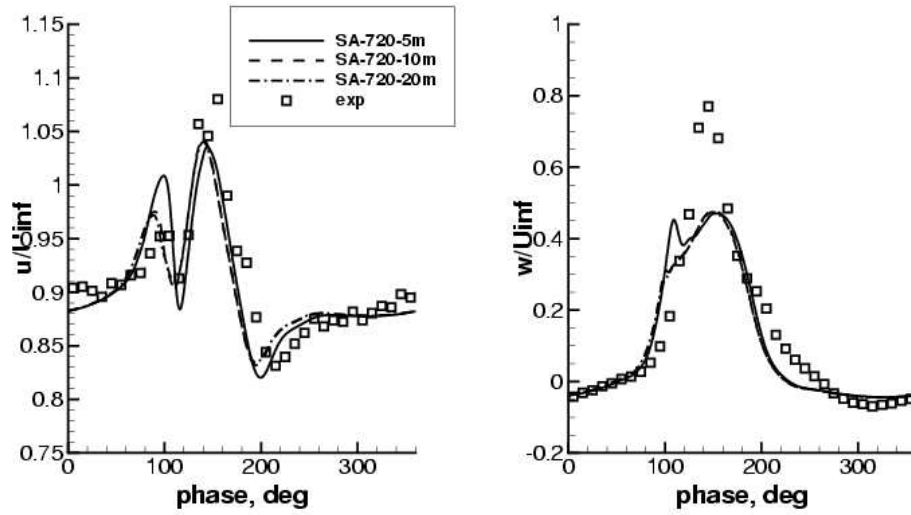 1.15
1.1
1.05
1
0.95
0.9
0.85
0.8
0.75
u/Uinf
0 100 200 300
phase, deg
SA-720-5m
SA-720-10m
SA-720-20m
exp
1
0.8
0.6
0.4
0.2
0
-0.2
w/Uinf
0 100 200 300
phase, deg